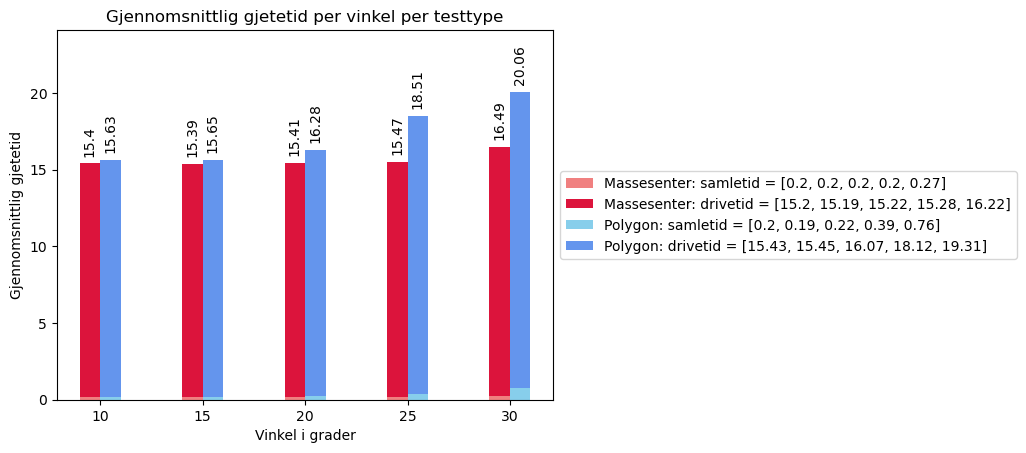 Gjennomsnittlig gjetetid per vinkel per testtype
Gjennomsnittlig gjetetid
20
15
10
5
0
15.4
15.63
15.39
15.65
15.41
16.28
15.47
18.51
16.49
20.06
10
15
20
25
30
Vinkel i grader
Massesenter: samletid = [0.2, 0.2, 0.2, 0.2, 0.27]
Massesenter: drivetid = [15.2, 15.19, 15.22, 15.28, 16.22]
Polygon: samletid = [0.2, 0.19, 0.22, 0.39, 0.76]
Polygon: drivetid = [15.43, 15.45, 16.07, 18.12, 19.31]